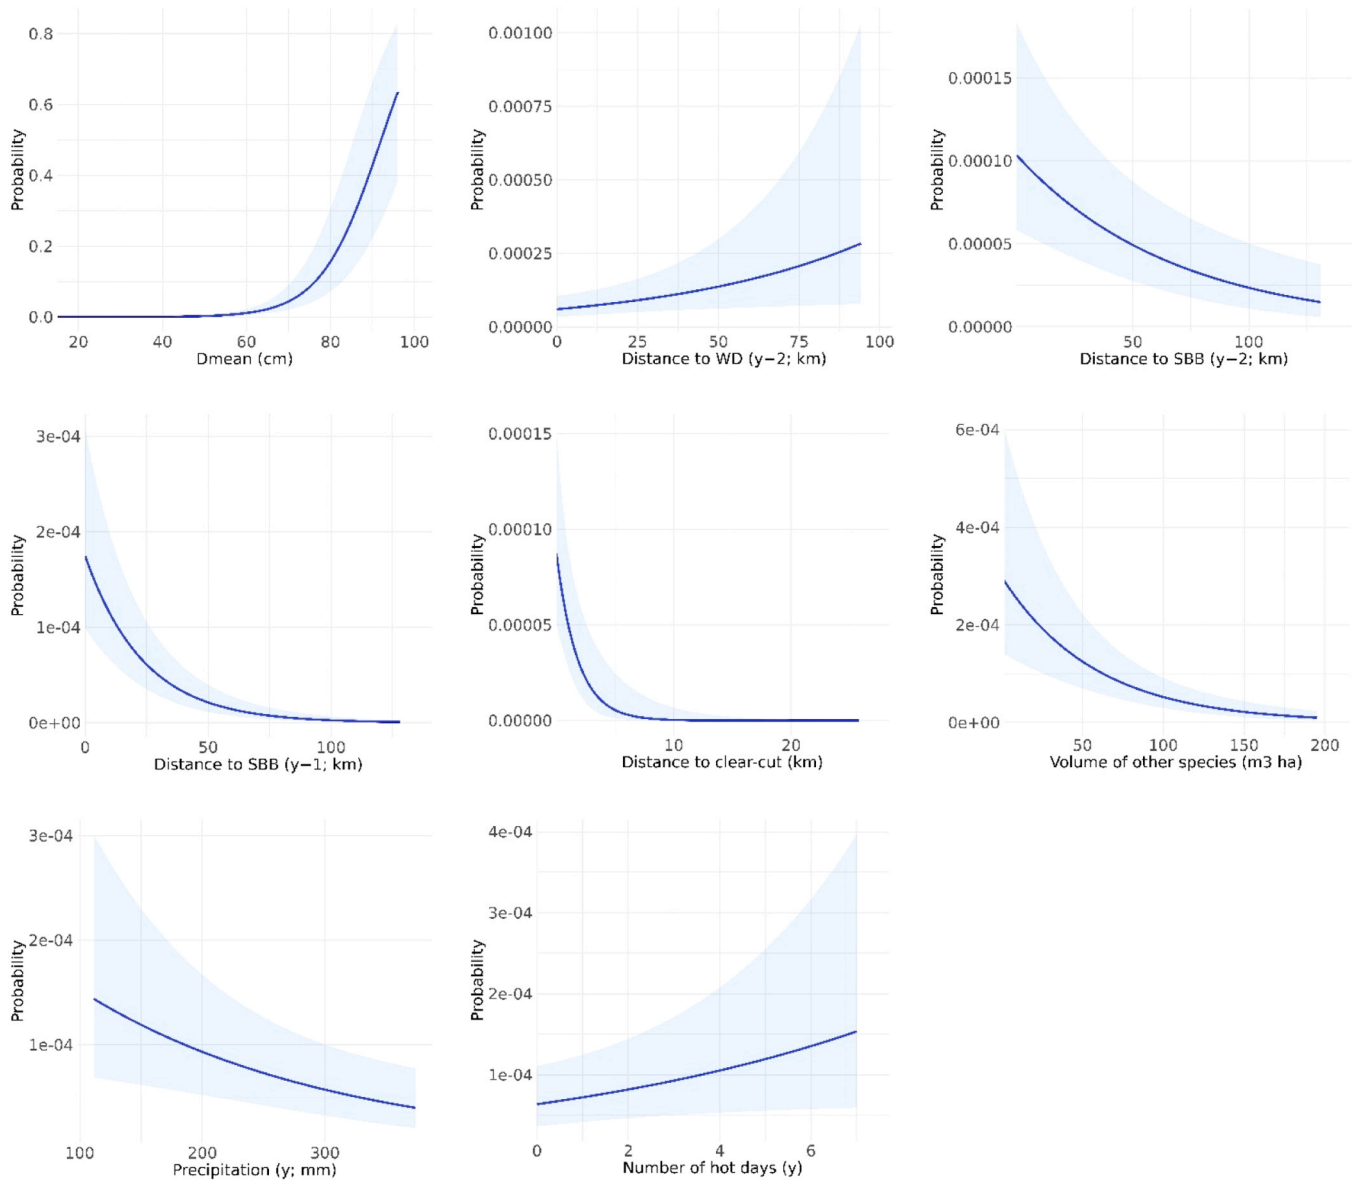 Probability
0.8
0.6
0.4
0.2
0.0
20 40 60 80 100
Dmean (cm)
Probability
0.00100
0.00075
0.00050
0.00025
0.00000
0 25 50 75 100
Distance to WD (y−2; km)
Probability
0.00015
0.00010
0.00005
0.00000
50 100
Distance to SBB (y−2; km)
Probability
3e-04
2e-04
1e-04
0e+00
0 50 100
Distance to SBB (y−1; km)
Probability
0.00015
0.00010
0.00005
0.00000
10 20
Distance to clear-cut (km)
Probability
6e-04
4e-04
2e-04
0e+00
50 100 150 200
Volume of other species (m3 ha)
Probability
3e-04
2e-04
1e-04
100 200 300
Precipitation (y; mm)
Probability
4e-04
3e-04
2e-04
1e-04
0 2 4 6
Number of hot days (y)